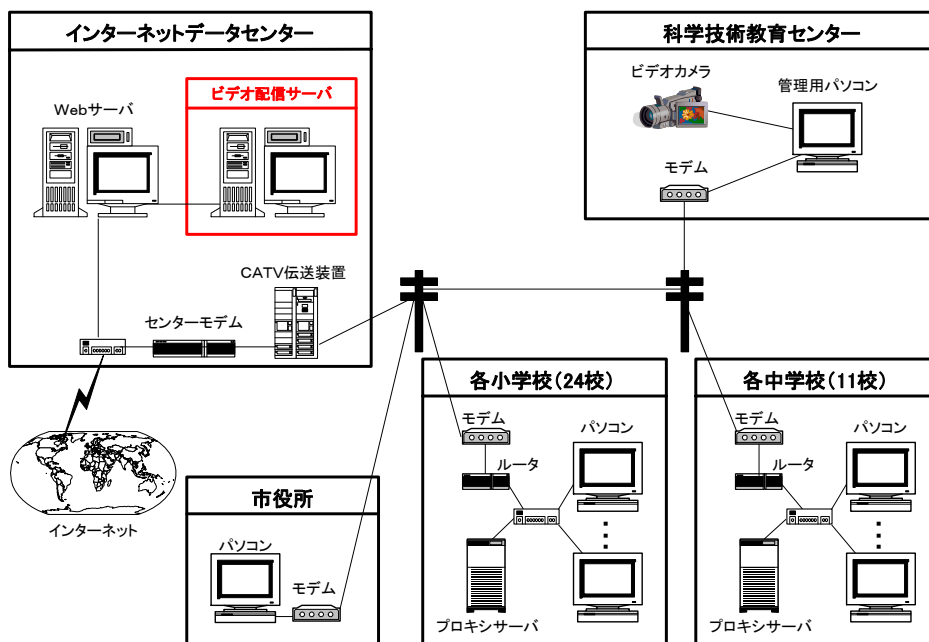 インターネットデータセンター
ビデオ配信サーバ
Webサーバ
CATV伝送装置
センターモデム
インターネット
科学技術教育センター
ビデオカメラ
管理用パソコン
モデム
市役所
パソコン
モデム
各小学校(24校)
モデム
パソコン
ルータ
プロキシサーバ
各中学校(11校)
モデム
パソコン
ルータ
プロキシサーバ